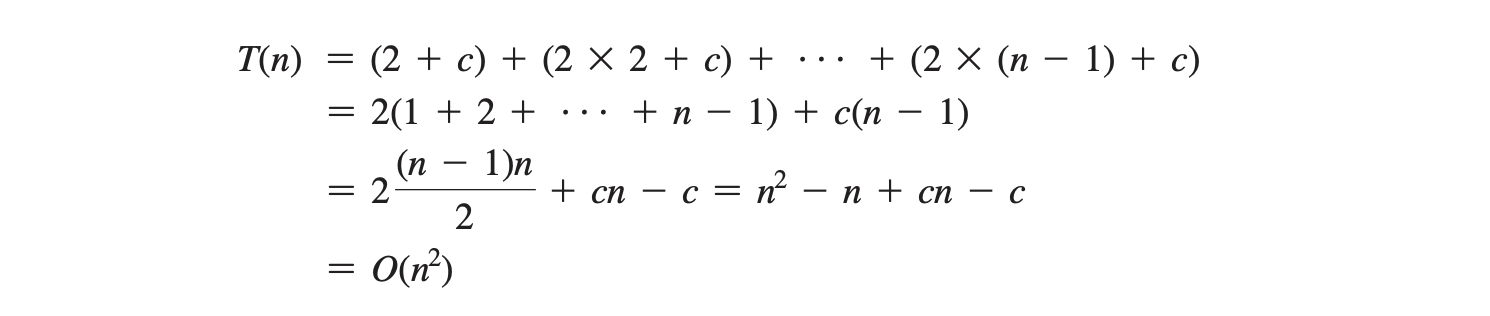 T(n) = (2 + c) + (2 × 2 + c) + ··· + (2 × (n − 1) + c)
= 2(1 + 2 + ··· + n − 1) + c(n − 1)
= 2 (n − 1)n / 2 + cn − c = n² − n + cn − c
= O(n²)